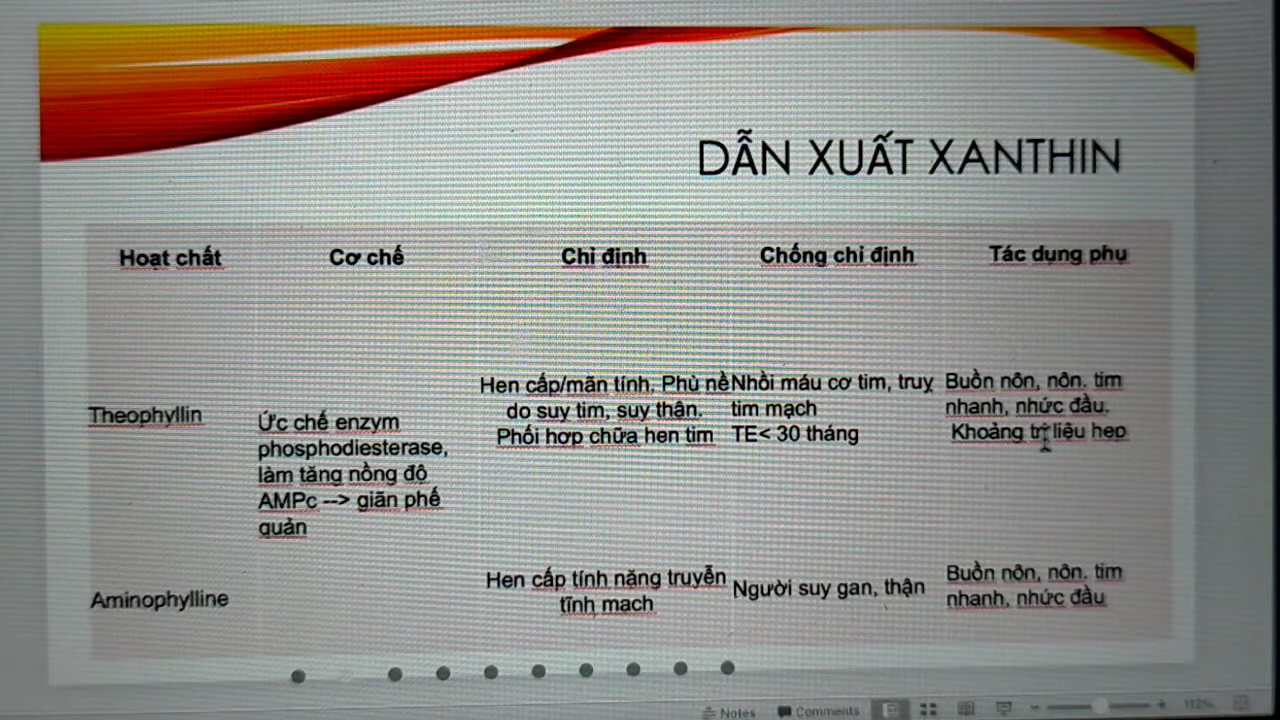 DẪN XUẤT XANTHIN
Hoạt chất
Cơ chế
Chỉ định
Chống chỉ định
Tác dụng phụ
Theophyllin
Ức chế enzym
phosphodiesterase,
làm tăng nồng độ
AMPc --> giãn phế
quản
Hen cấp/mãn tính. Phù nề
do suy tim, suy thận.
Phối hợp chữa hen tim
Nhồi máu cơ tim, truỵ
tim mạch
TE< 30 tháng
Buồn nôn, nôn. tim
nhanh, nhức đầu.
Khoảng trị liệu hẹp
Aminophylline
Hen cấp tính nặng truyễn
tĩnh mạch
Người suy gan, thận
Buồn nôn, nôn. tim
nhanh, nhức đầu
Notes
Comments
112%